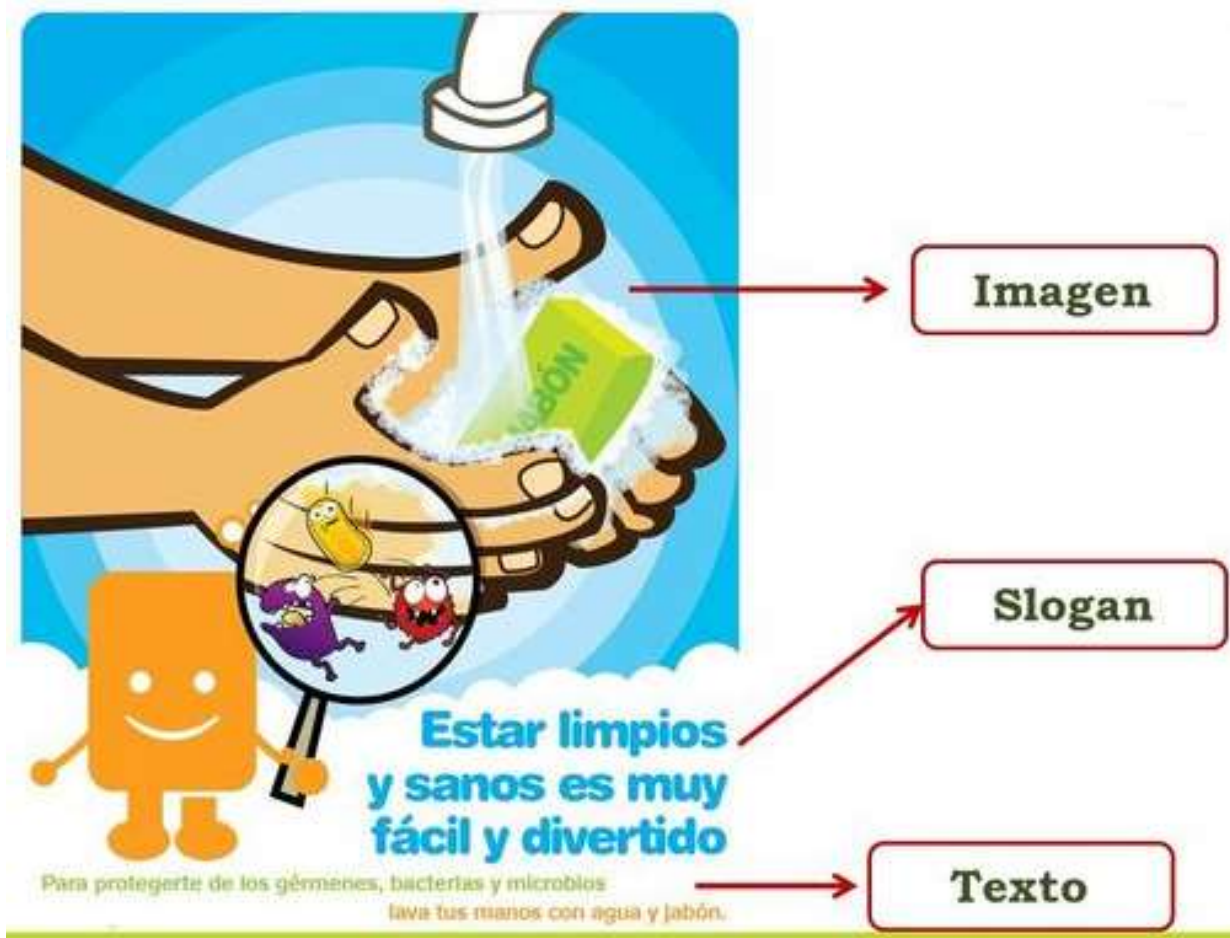 JABÓN
Imagen
Slogan
Estar limpios
y sanos es muy
fácil y divertido
Para protegerte de los gérmenes, bacterias y microbios
lava tus manos con agua y jabón.
Texto